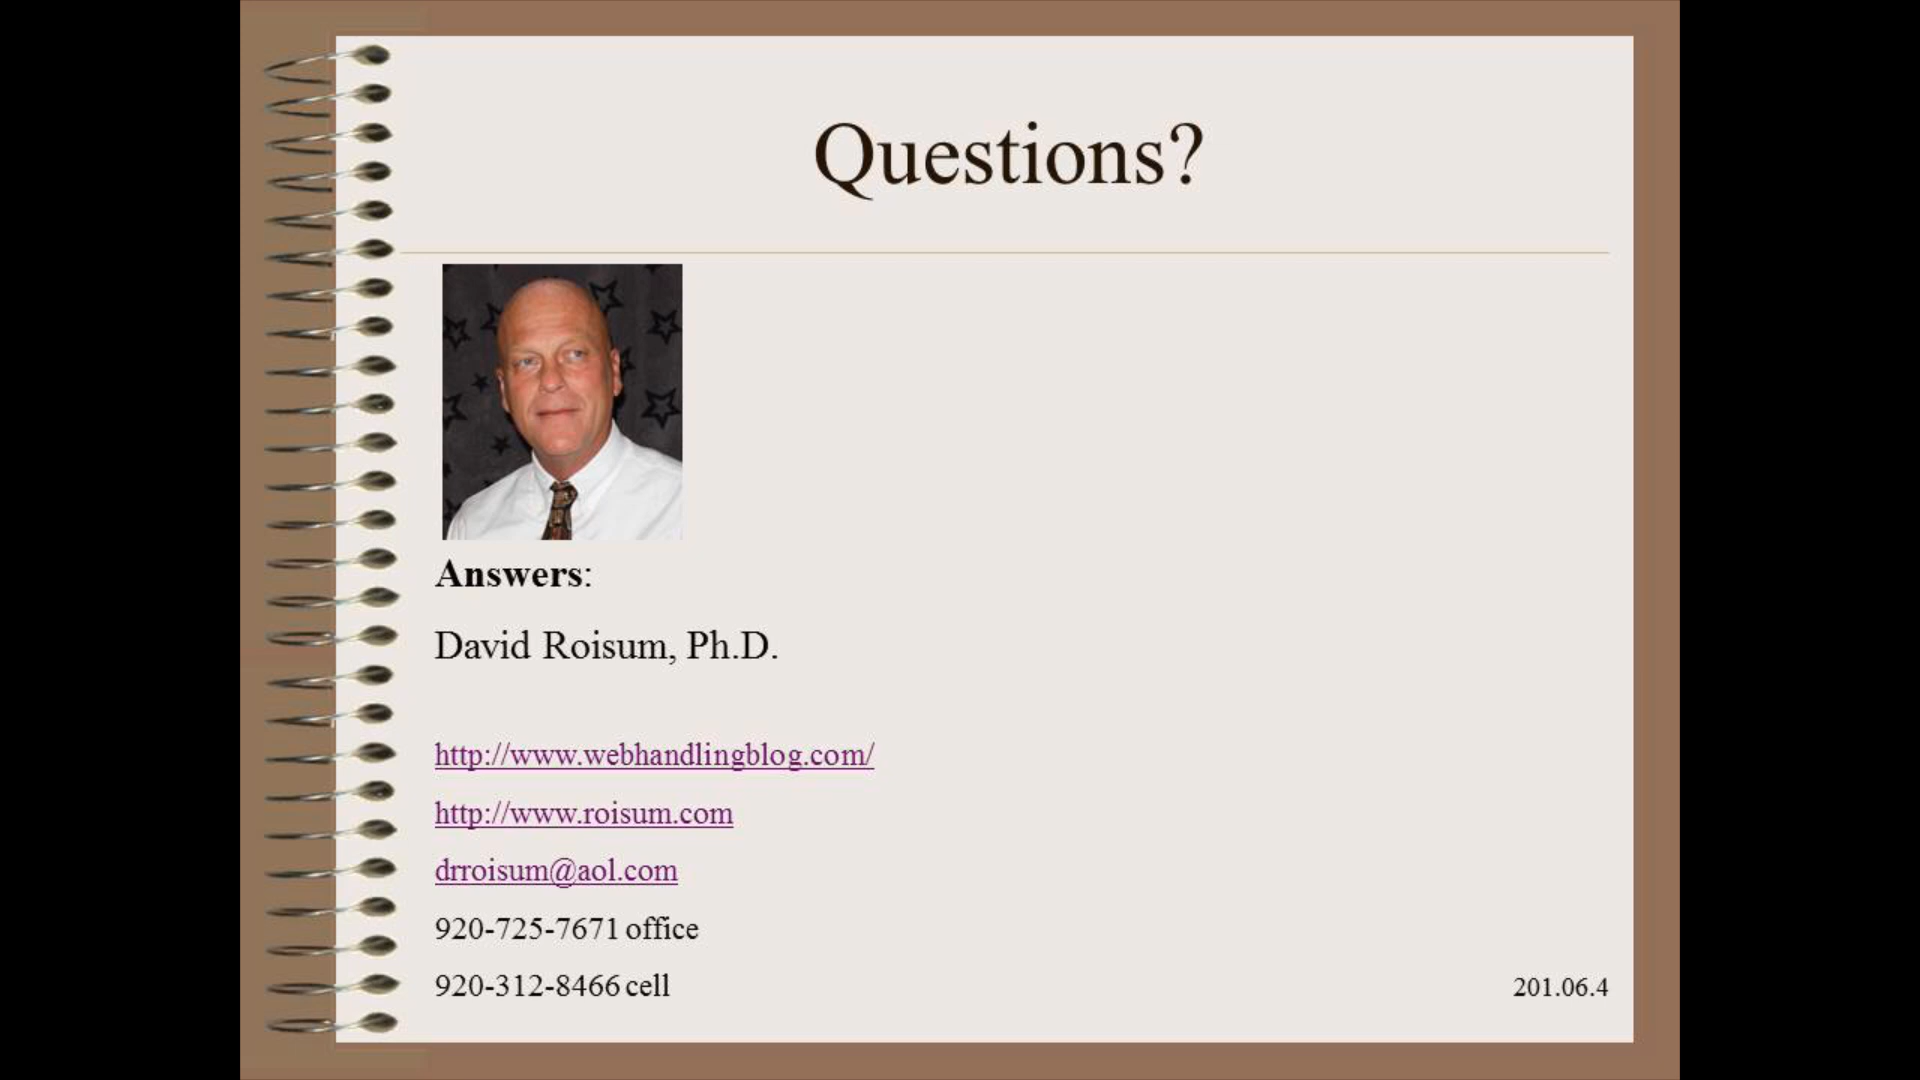 Questions?
Answers:
David Roisum, Ph.D.
http://www.webhandlingblog.com/
http://www.roisum.com
drroisum@aol.com
920-725-7671 office
920-312-8466 cell
201.06.4